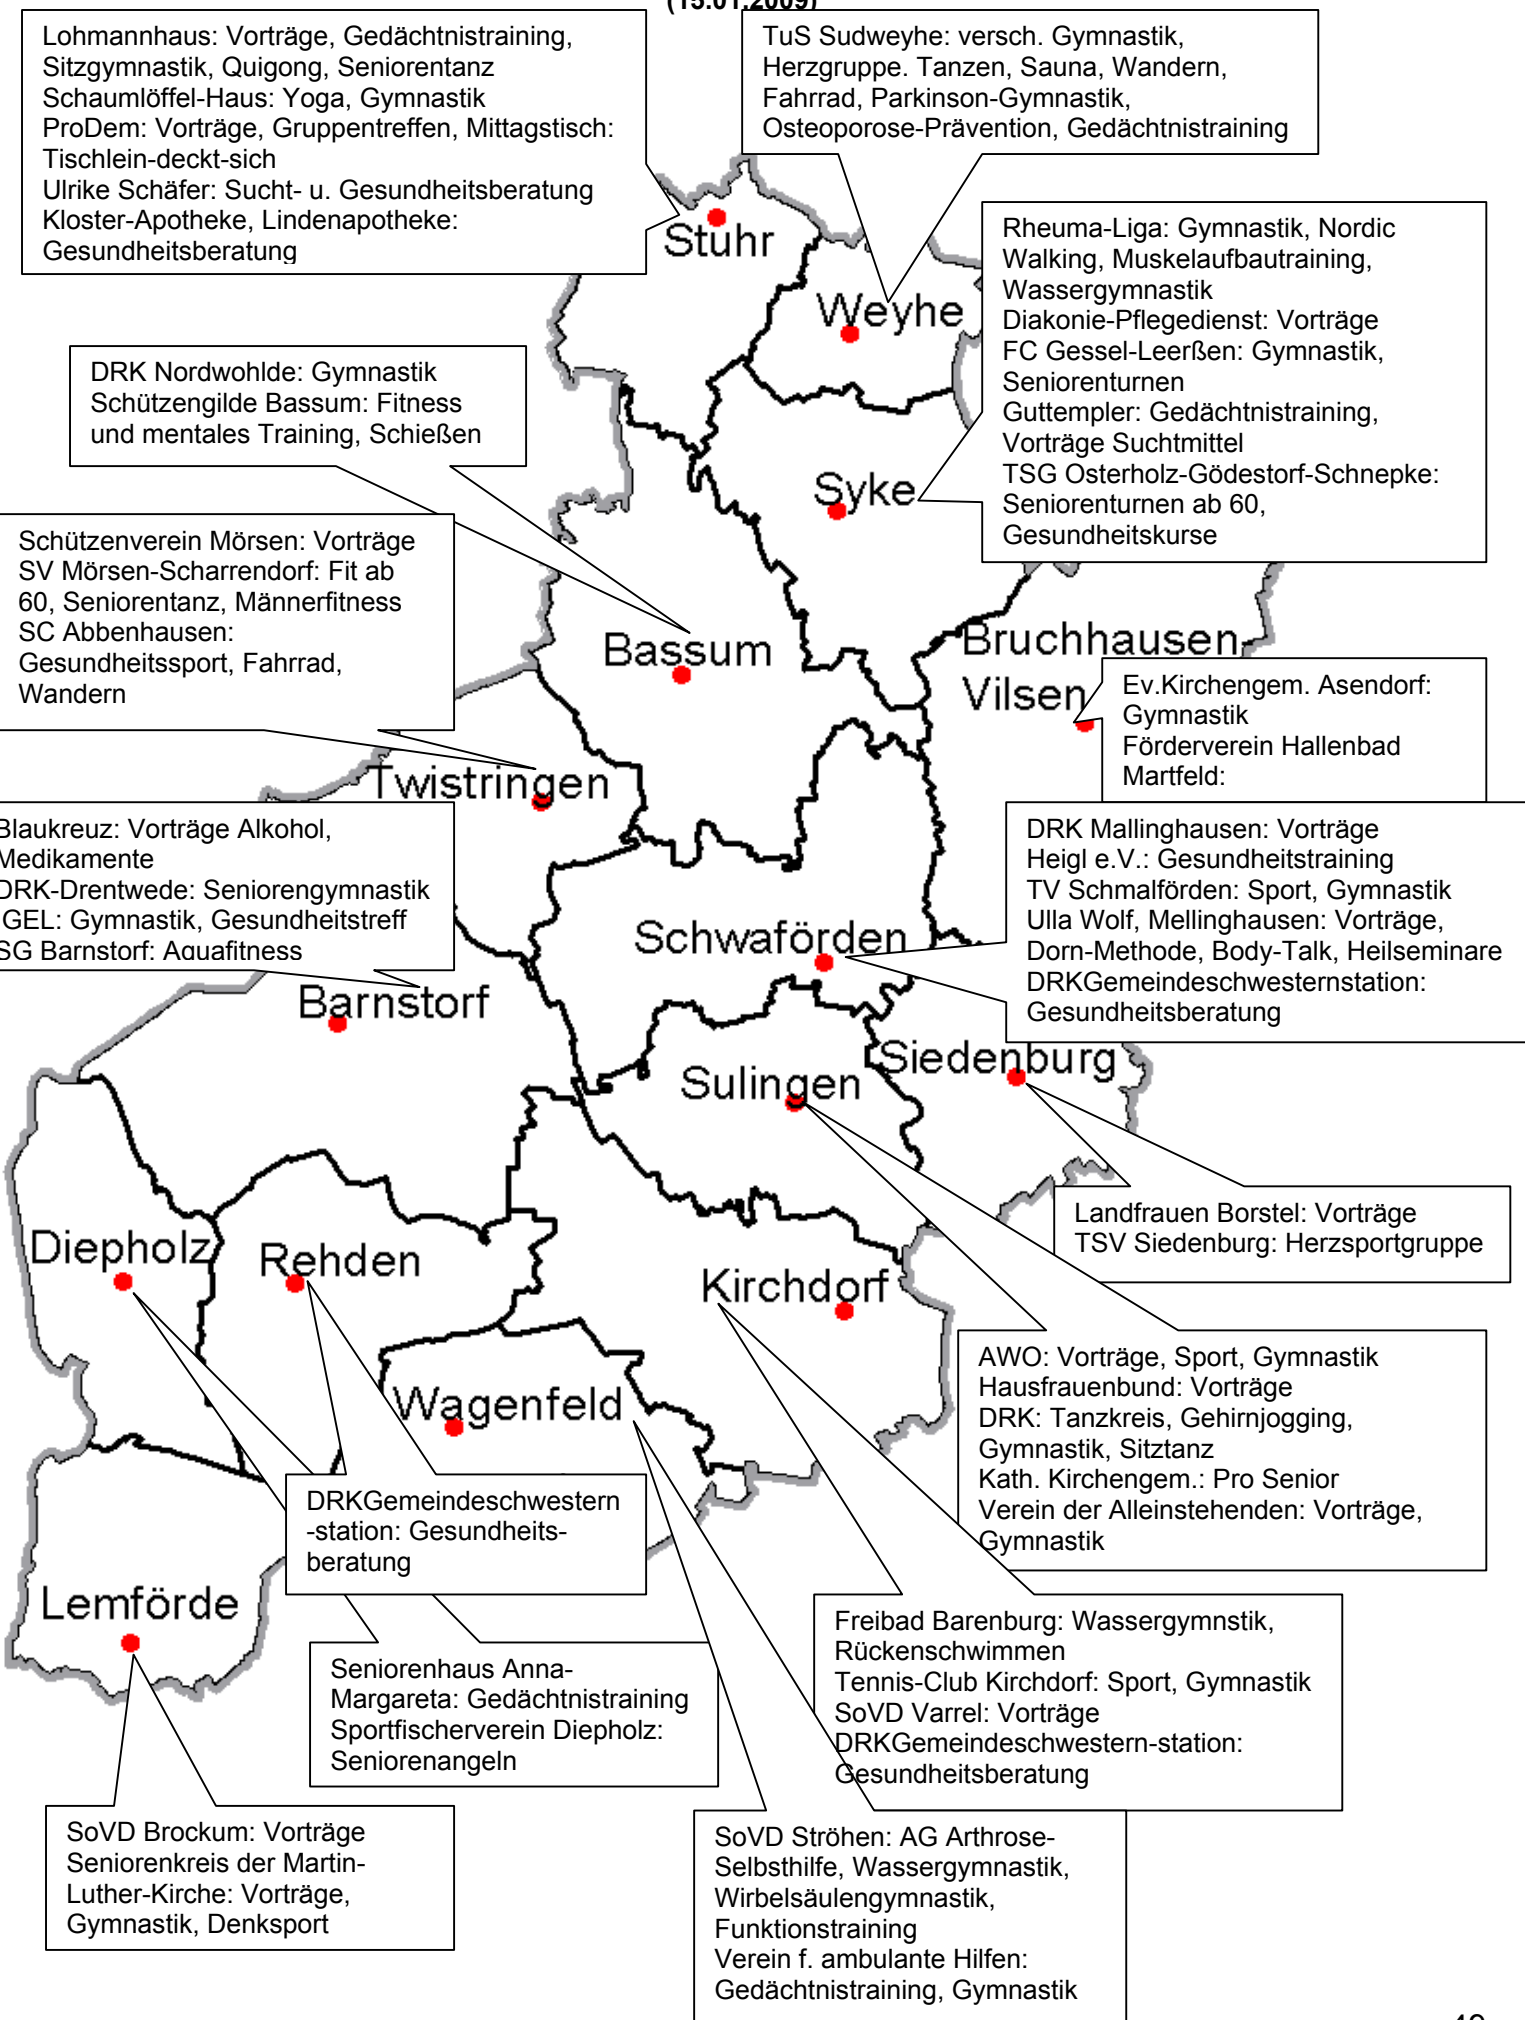 (15.01.2009)
Lohmannhaus: Vorträge, Gedächtnistraining,
Sitzgymnastik, Quigong, Seniorentanz
Schaumlöffel-Haus: Yoga, Gymnastik
ProDem: Vorträge, Gruppentreffen, Mittagstisch:
Tischlein-deckt-sich
Ulrike Schäfer: Sucht- u. Gesundheitsberatung
Kloster-Apotheke, Lindenapotheke:
Gesundheitsberatung
TuS Sudweyhe: versch. Gymnastik,
Herzgruppe. Tanzen, Sauna, Wandern,
Fahrrad, Parkinson-Gymnastik,
Osteoporose-Prävention, Gedächtnistraining
Stuhr
Weyhe
Rheuma-Liga: Gymnastik, Nordic
Walking, Muskelaufbautraining,
Wassergymnastik
Diakonie-Pflegedienst: Vorträge
FC Gessel-Leerßen: Gymnastik,
Seniorenturnen
Guttempler: Gedächtnistraining,
Vorträge Suchtmittel
TSG Osterholz-Gödestorf-Schnepke:
Seniorenturnen ab 60,
Gesundheitskurse
DRK Nordwohlde: Gymnastik
Schützengilde Bassum: Fitness
und mentales Training, Schießen
Syke
Schützenverein Mörsen: Vorträge
SV Mörsen-Scharrendorf: Fit ab
60, Seniorentanz, Männerfitness
SC Abbenhausen:
Gesundheitssport, Fahrrad,
Wandern
Bassum
Bruchhausen
Vilsen
Ev.Kirchengem. Asendorf:
Gymnastik
Förderverein Hallenbad
Martfeld:
Twistringen
Blaukreuz: Vorträge Alkohol,
Medikamente
DRK-Drentwede: Seniorengymnastik
IGEL: Gymnastik, Gesundheitstreff
SG Barnstorf: Aquafitness
DRK Mallinghausen: Vorträge
Heigl e.V.: Gesundheitstraining
TV Schmalförden: Sport, Gymnastik
Ulla Wolf, Mellinghausen: Vorträge,
Dorn-Methode, Body-Talk, Heilseminare
DRKGemeindeschwesternstation:
Gesundheitsberatung
Schwaförden
Barnstorf
Siedenburg
Sulingen
Landfrauen Borstel: Vorträge
TSV Siedenburg: Herzsportgruppe
Diepholz
Rehden
Kirchdorf
AWO: Vorträge, Sport, Gymnastik
Hausfrauenbund: Vorträge
DRK: Tanzkreis, Gehirnjogging,
Gymnastik, Sitztanz
Kath. Kirchengem.: Pro Senior
Verein der Alleinstehenden: Vorträge,
Gymnastik
Wagenfeld
DRKGemeindeschwestern
-station: Gesundheits-
beratung
Lemförde
Freibad Barenburg: Wassergymnstik,
Rückenschwimmen
Tennis-Club Kirchdorf: Sport, Gymnastik
SoVD Varrel: Vorträge
DRKGemeindeschwestern-station:
Gesundheitsberatung
Seniorenhaus Anna-
Margareta: Gedächtnistraining
Sportfischerverein Diepholz:
Seniorenangeln
SoVD Brockum: Vorträge
Seniorenkreis der Martin-
Luther-Kirche: Vorträge,
Gymnastik, Denksport
SoVD Ströhen: AG Arthrose-
Selbsthilfe, Wassergymnastik,
Wirbelsäulengymnastik,
Funktionstraining
Verein f. ambulante Hilfen:
Gedächtnistraining, Gymnastik